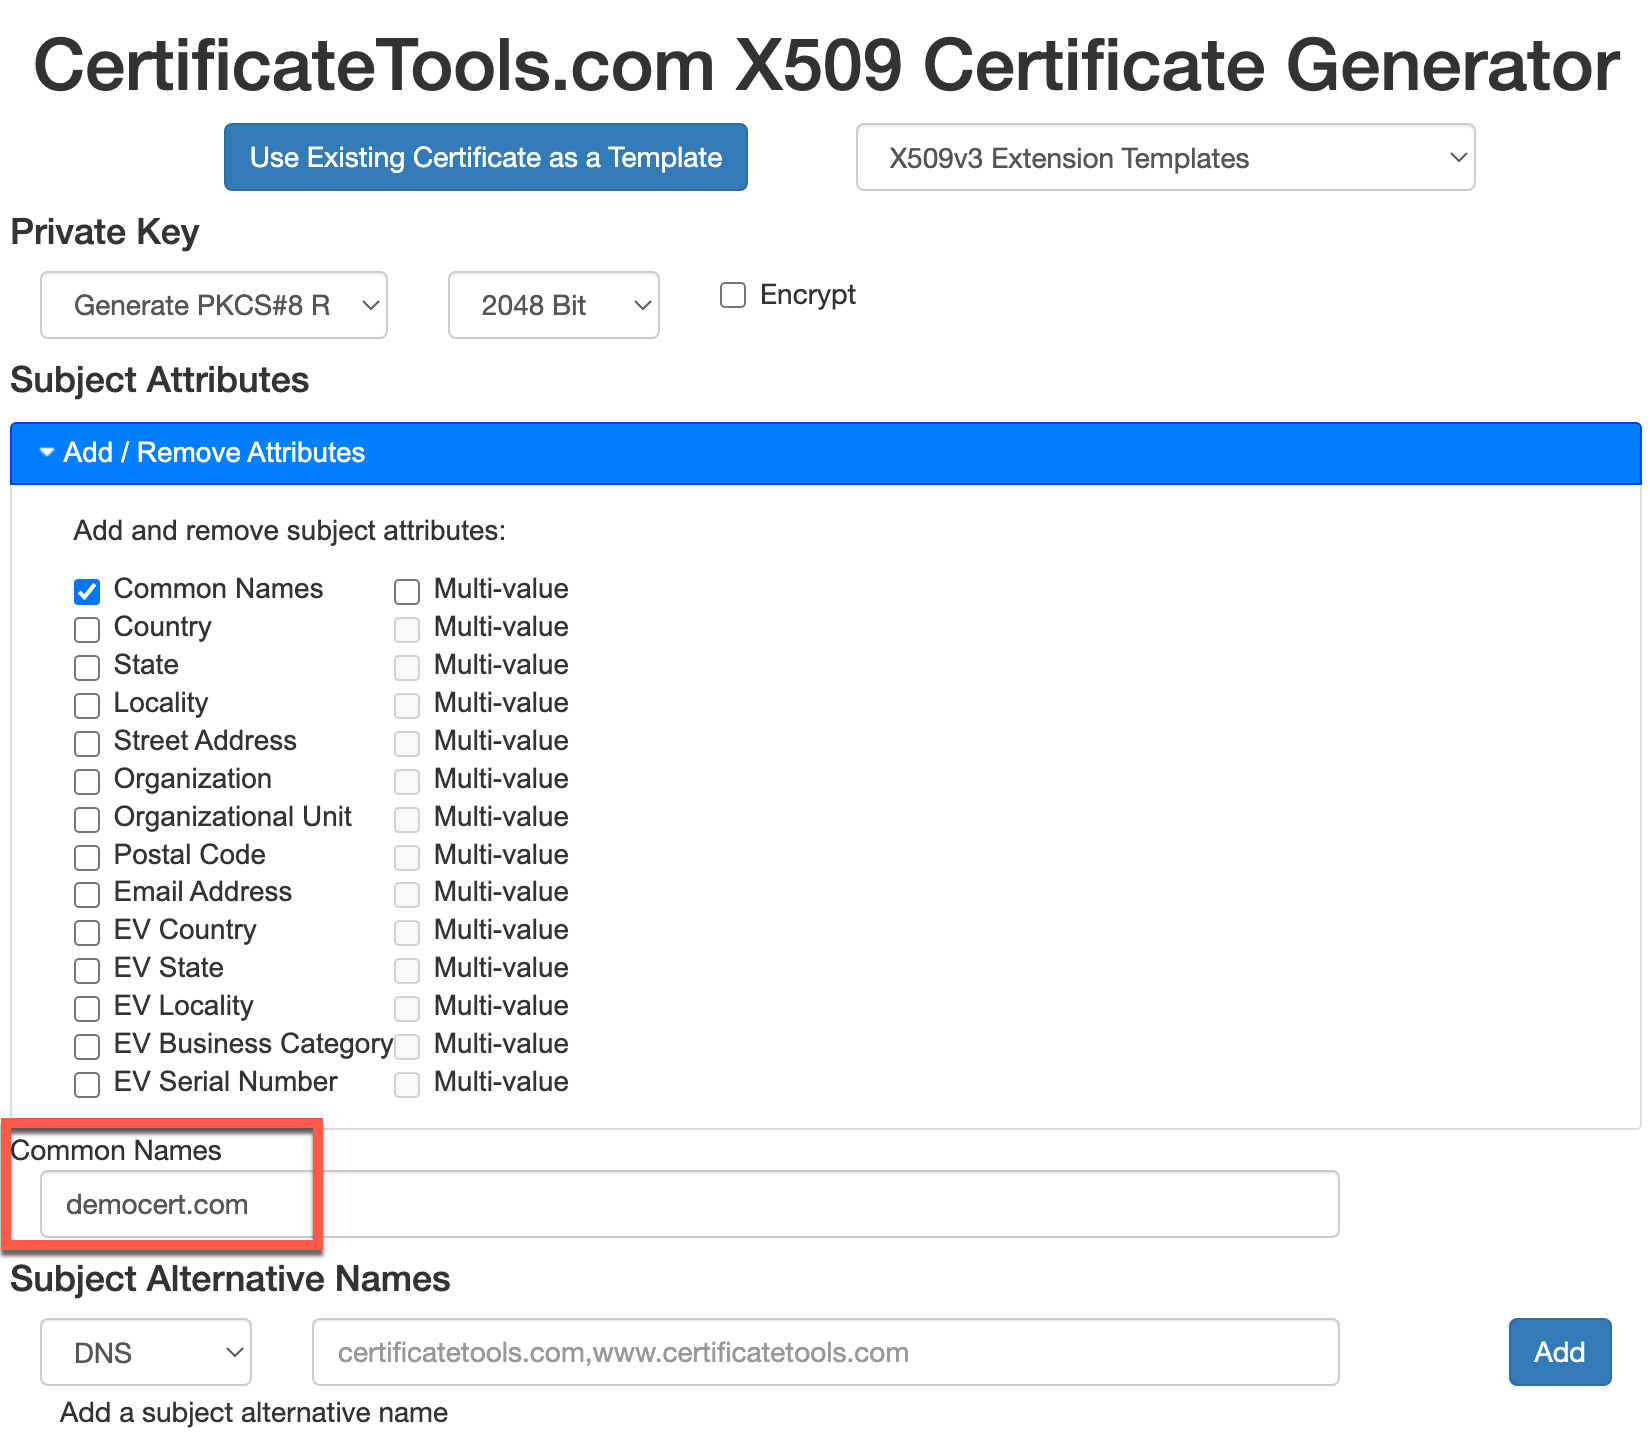 CertificateTools.com X509 Certificate Generator
Use Existing Certificate as a Template
X509v3 Extension Templates
Private Key
Generate PKCS#8 R
2048 Bit
Encrypt
Subject Attributes
Add / Remove Attributes
Add and remove subject attributes:
Common Names Multi-value
Country Multi-value
State Multi-value
Locality Multi-value
Street Address Multi-value
Organization Multi-value
Organizational Unit Multi-value
Postal Code Multi-value
Email Address Multi-value
EV Country Multi-value
EV State Multi-value
EV Locality Multi-value
EV Business Category Multi-value
EV Serial Number Multi-value
Common Names
democert.com
Subject Alternative Names
DNS
certificatetools.com,www.certificatetools.com
Add
Add a subject alternative name